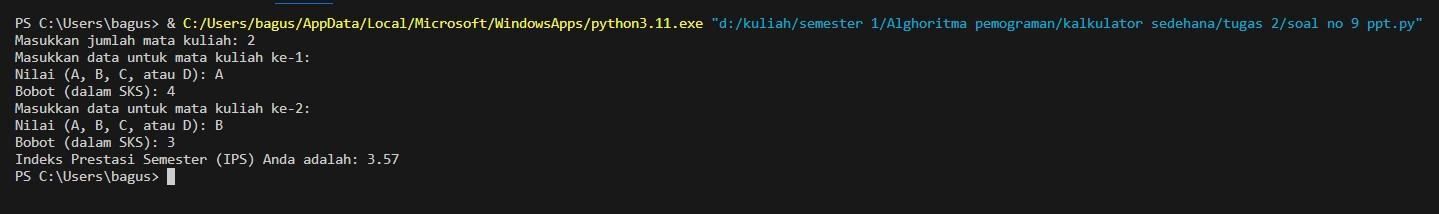 PS C:\Users\bagus> & C:/Users/bagus/AppData/Local/Microsoft/WindowsApps/python3.11.exe "d:/kuliah/semester 1/Alghoritma pemograman/kalkulator sedehana/tugas 2/soal no 9 ppt.py"
Masukkan jumlah mata kuliah: 2
Masukkan data untuk mata kuliah ke-1:
Nilai (A, B, C, atau D): A
Bobot (dalam SKS): 4
Masukkan data untuk mata kuliah ke-2:
Nilai (A, B, C, atau D): B
Bobot (dalam SKS): 3
Indeks Prestasi Semester (IPS) Anda adalah: 3.57
PS C:\Users\bagus>